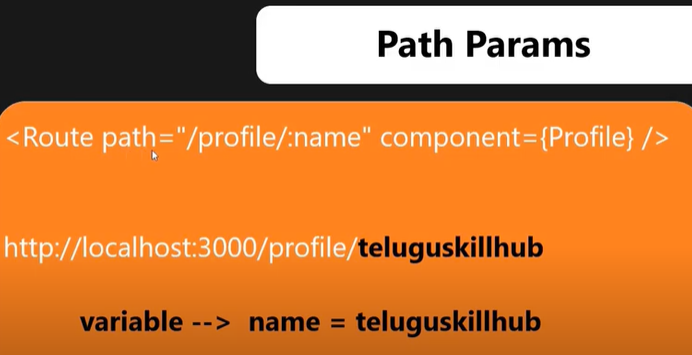 Path Params
<Route path="/profile/:name" component={Profile} />
http://localhost:3000/profile/teluguskillhub
variable --> name = teluguskillhub